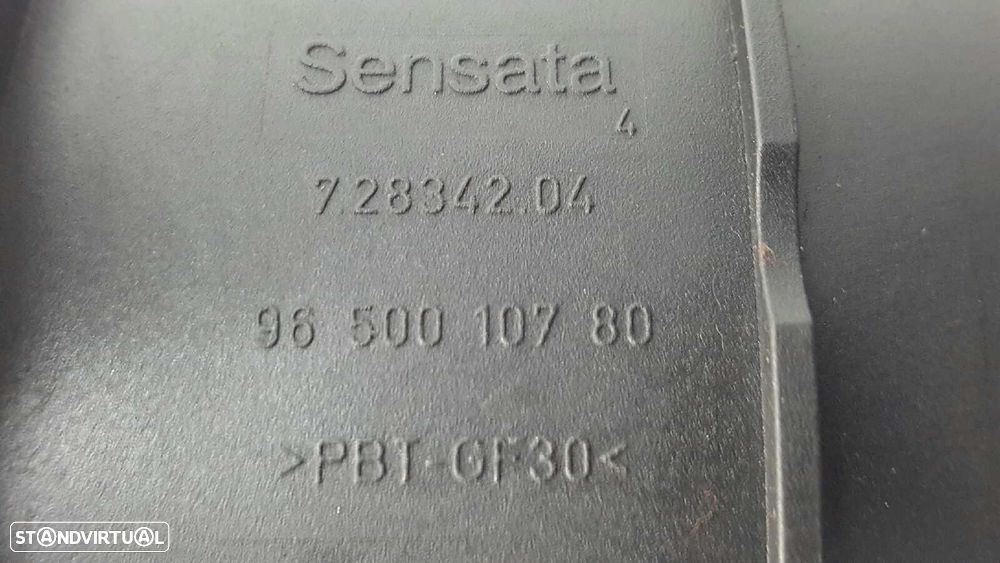 Sensata
4
7.28342.04
96 500 107 80
>PBT-GF30<
STANDVIRTUAL